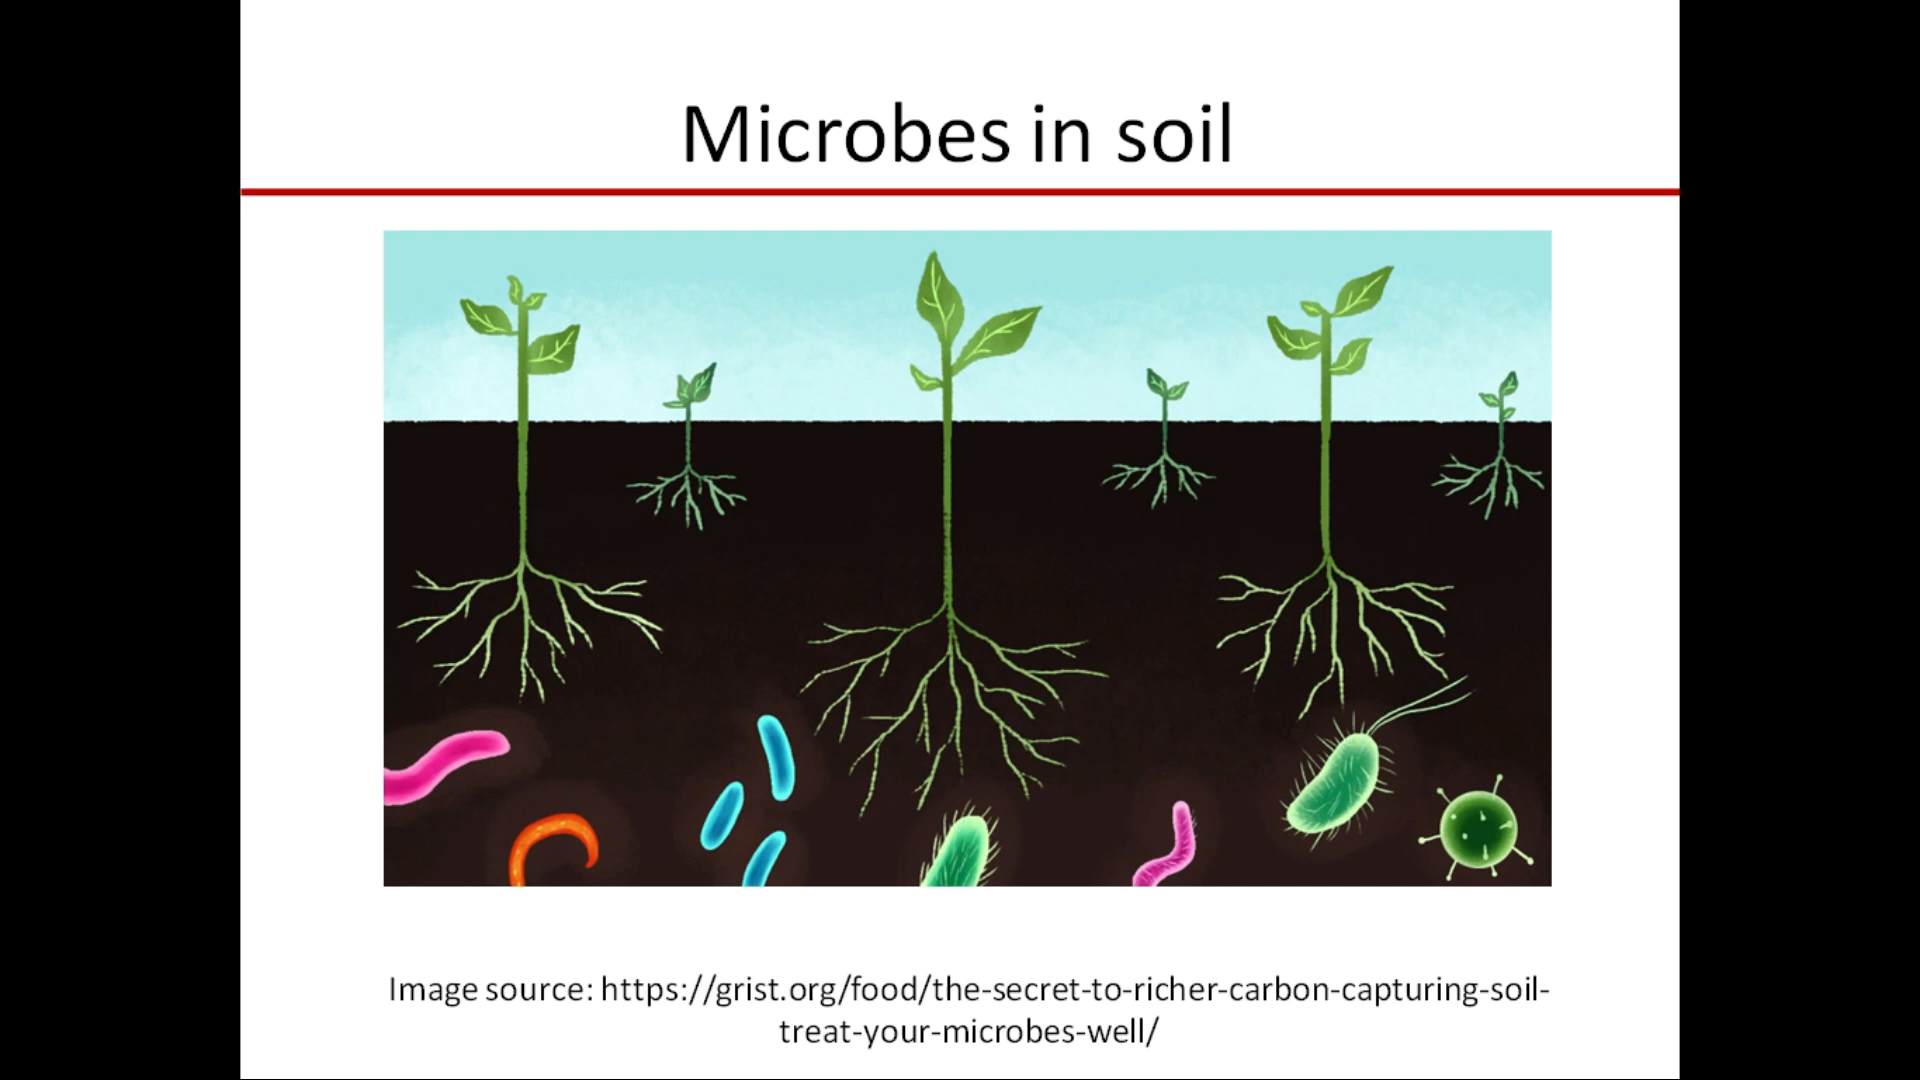 Microbes in soil
Image source: https://grist.org/food/the-secret-to-richer-carbon-capturing-soil-
treat-your-microbes-well/